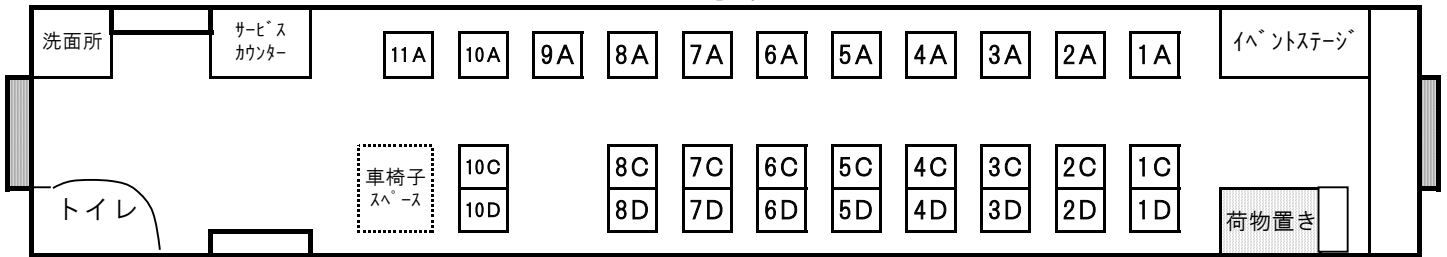 洗面所
ｻｰﾋﾞｽ
ｶｳﾝﾀｰ
11A 10A 9A 8A 7A 6A 5A 4A 3A 2A 1A
ｲﾍﾞﾝﾄｽﾃｰｼﾞ
トイレ
車椅子
ｽﾍﾟｰｽ
10C 8C 7C 6C 5C 4C 3C 2C 1C
10D 8D 7D 6D 5D 4D 3D 2D 1D
荷物置き